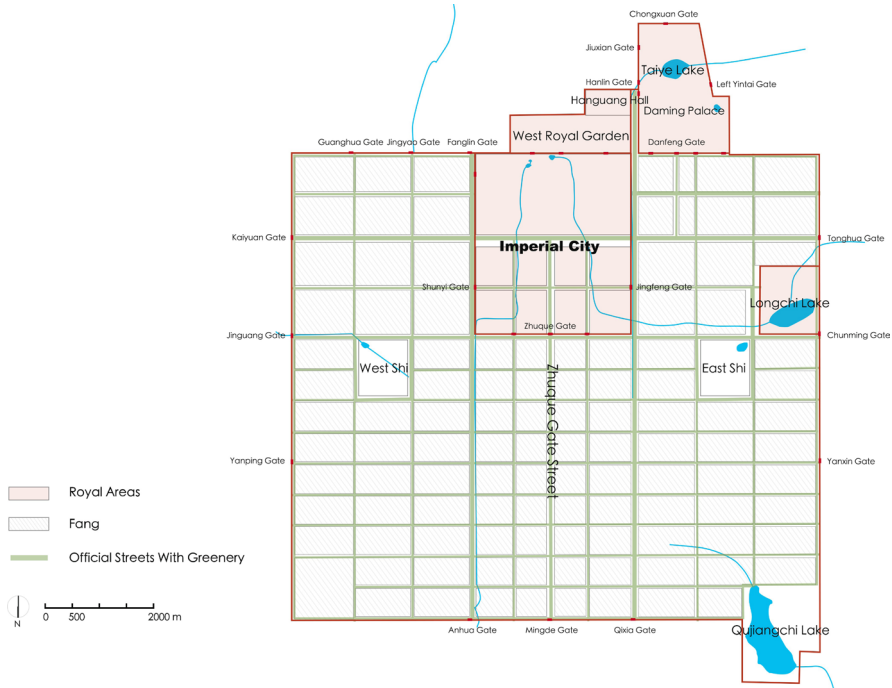 Chongxuan Gate
Jiuxian Gate
Taiye Lake
Hanlin Gate
Left Yintai Gate
Hanguang Hall
Daming Palace
West Royal Garden
Guanghua Gate
Jingyao Gate
Fanglin Gate
Danfeng Gate
Kaiyuan Gate
Imperial City
Tonghua Gate
Shunyi Gate
Jingfeng Gate
Longchi Lake
Zhuque Gate
Jinguang Gate
Chunming Gate
West Shi
East Shi
Zhuque Gate Street
Yanping Gate
Yanxin Gate
Royal Areas
Fang
Official Streets With Greenery
N
0 500 2000 m
Anhua Gate
Mingde Gate
Qixia Gate
Qujiangchi Lake